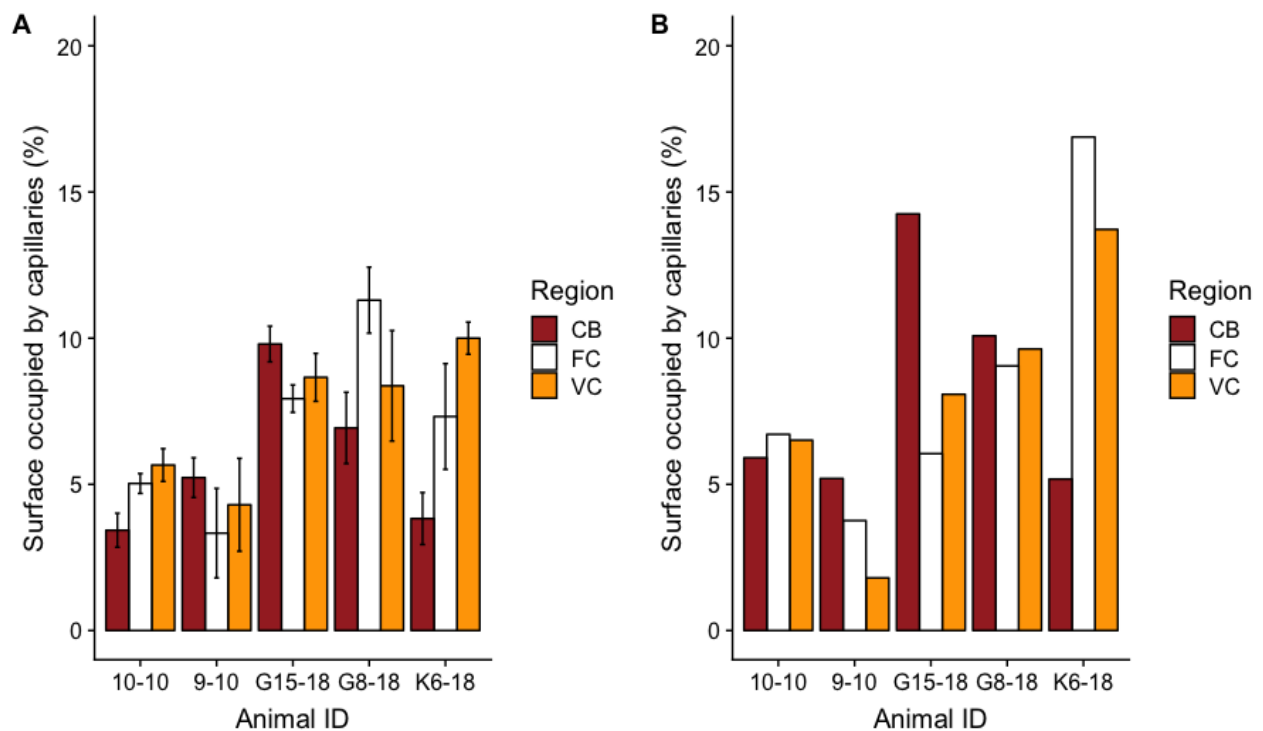 A
Surface occupied by capillaries (%)
20
15
10
5
0
10-10 9-10 G15-18 G8-18 K6-18
Animal ID
Region
CB
FC
VC
B
Surface occupied by capillaries (%)
20
15
10
5
0
10-10 9-10 G15-18 G8-18 K6-18
Animal ID
Region
CB
FC
VC